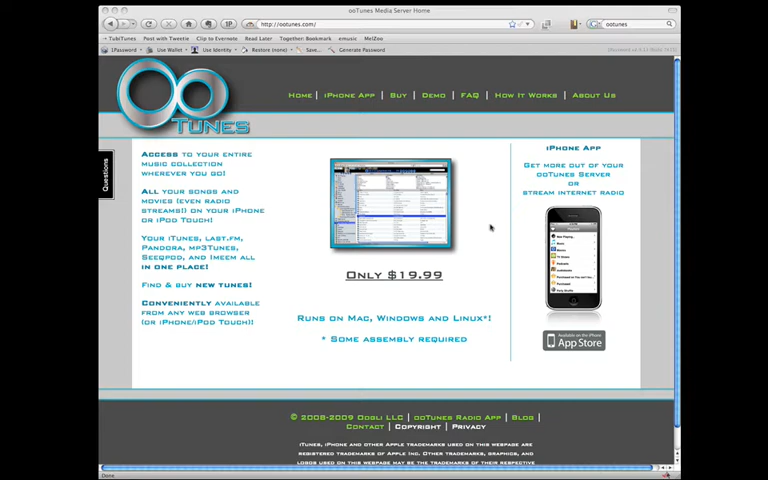 ooTunes Media Server Home
http://ootunes.com/
ootunes
TubiTunes Post with Tweetie Clip to Evernote Read Later Together: Bookmark emusic MelZoo
1Password Use Wallet Use Identity Restore (none) Save... Generate Password
ooTunes
Home | iPhone App | Buy | Demo | FAQ | How It Works | About Us
Questions
Access to your entire
music collection
wherever you go!
All your songs and
movies (even radio
streams!) on your iPhone
or iPod Touch!
Your iTunes, Last.fm,
Pandora, mp3Tunes,
Seeqpod, and iMeem all
in one place!
Find & buy new tunes!
Conveniently available
from any web browser
(or iPhone/iPod Touch)!
Only $19.99
Runs on Mac, Windows and Linux*!
* Some assembly required
iPhone App
Get more out of your
ooTunes Server
or
stream internet radio
Available on the iPhone
App Store
© 2008-2009 Oogli LLC | ooTunes Radio App | Blog |
Contact | Copyright | Privacy
iTunes, iPhone and other Apple trademarks used on this webpage are
registered trademarks of Apple Inc. Other trademarks, graphics, and
logos used on this webpage may be the trademarks of their respective
Done